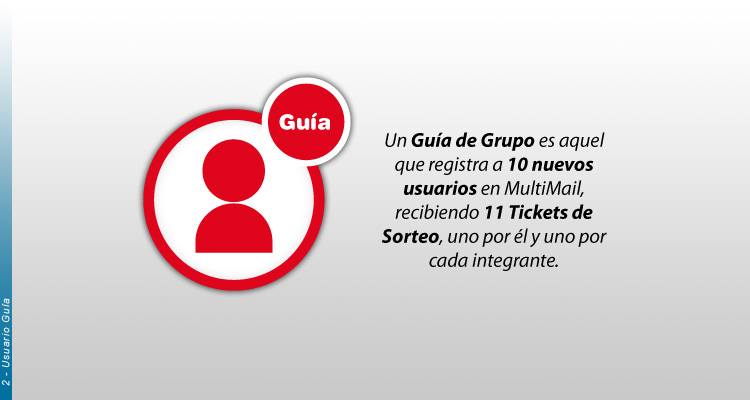 Guía
Un Guía de Grupo es aquel
que registra a 10 nuevos
usuarios en MultiMail,
recibiendo 11 Tickets de
Sorteo, uno por él y uno por
cada integrante.
2 - Usuario Guía